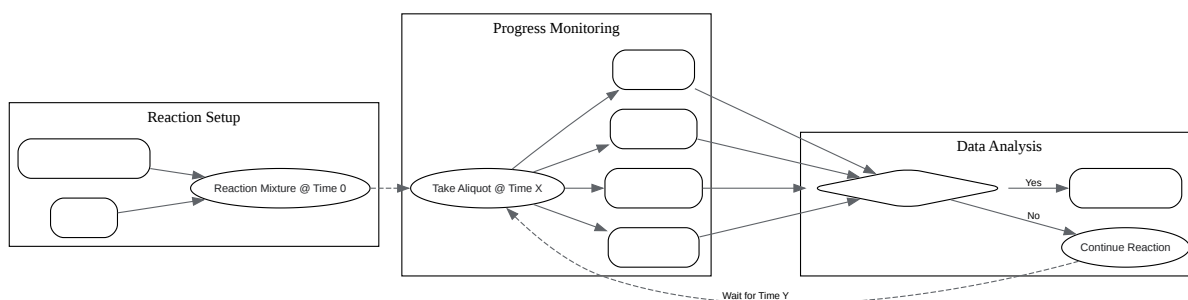 Progress Monitoring
Reaction Setup
Data Analysis
Reaction Mixture @ Time 0
Take Aliquot @ Time X
Yes
No
Continue Reaction
Wait for Time Y